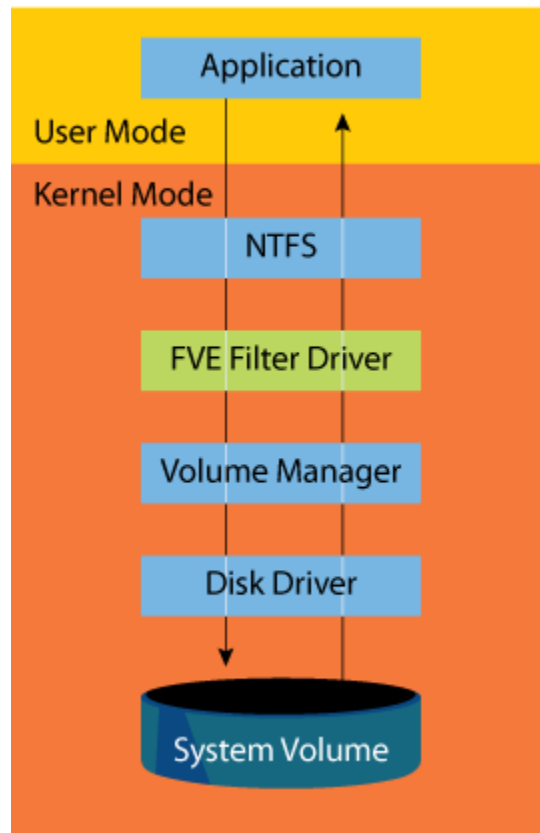 Application
User Mode
Kernel Mode
NTFS
FVE Filter Driver
Volume Manager
Disk Driver
System Volume